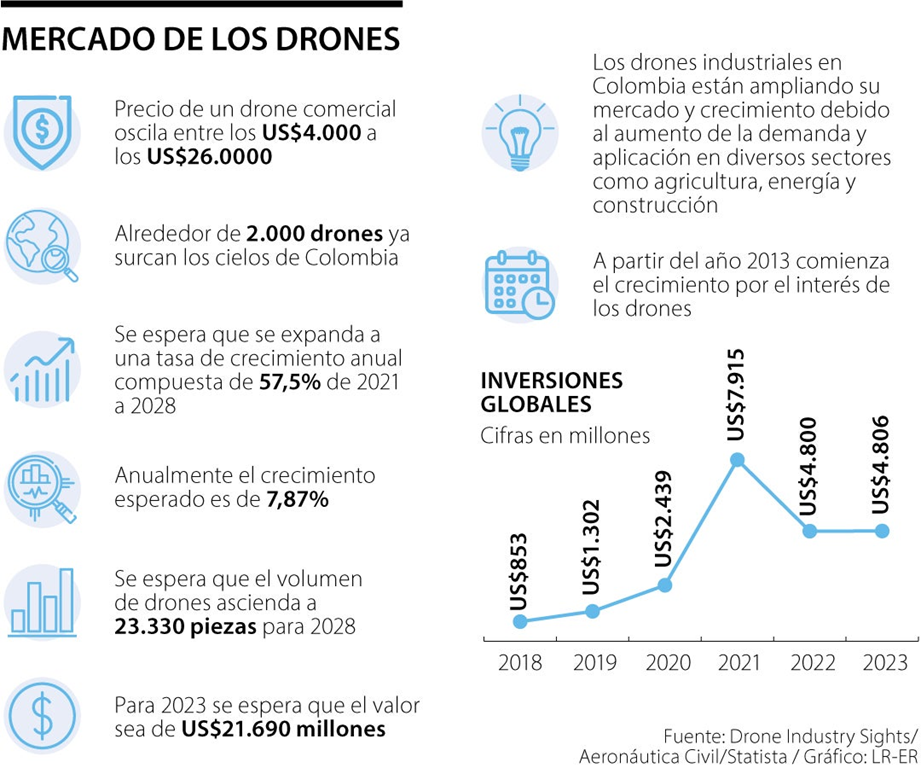 MERCADO DE LOS DRONES
Precio de un drone comercial
oscila entre los US$4.000 a
los US$26.0000
Alrededor de 2.000 drones ya
surcan los cielos de Colombia
Se espera que se expanda a
una tasa de crecimiento anual
compuesta de 57,5% de 2021
a 2028
Anualmente el crecimiento
esperado es de 7,87%
Se espera que el volumen
de drones ascienda a
23.330 piezas para 2028
Para 2023 se espera que el valor
sea de US$21.690 millones
Los drones industriales en
Colombia están ampliando su
mercado y crecimiento debido
al aumento de la demanda y
aplicación en diversos sectores
como agricultura, energía y
construcción
A partir del año 2013 comienza
el crecimiento por el interés de
los drones
INVERSIONES
GLOBALES
Cifras en millones
US$853
US$1.302
US$2.439
US$7.915
US$4.800
US$4.806
2018
2019
2020
2021
2022
2023
Fuente: Drone Industry Sights/
Aeronáutica Civil/Statista / Gráfico: LR-ER